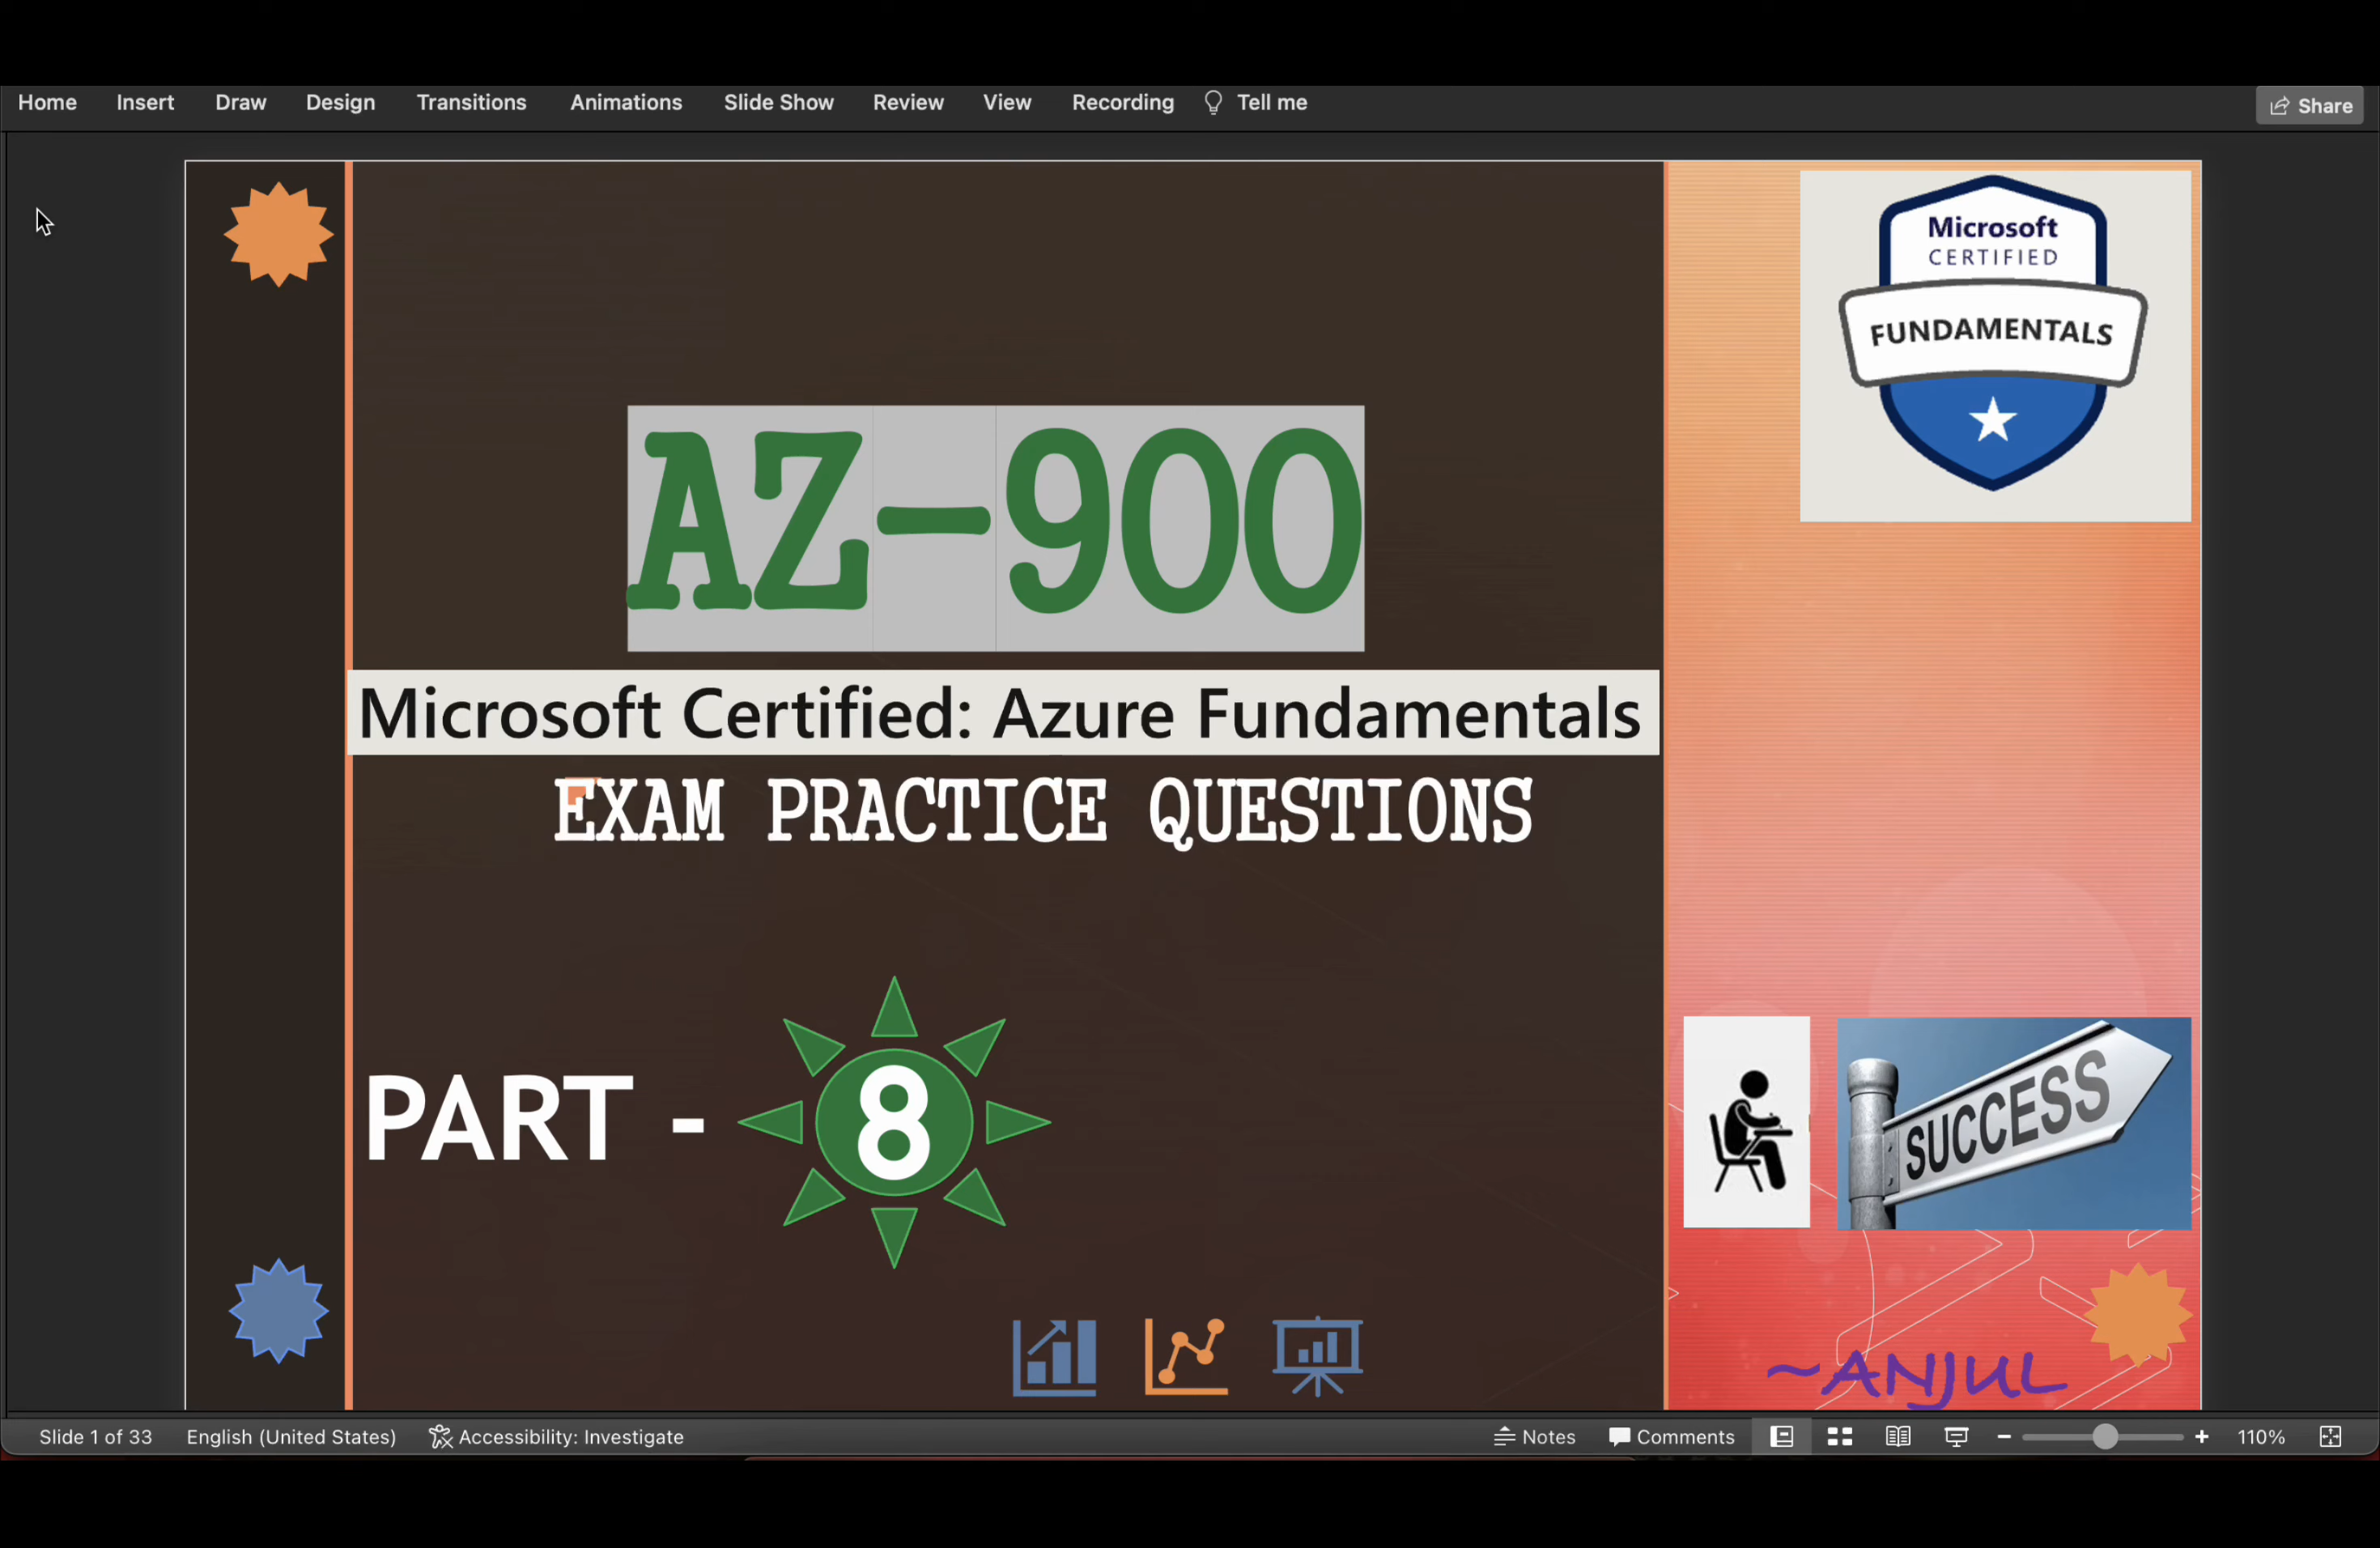 Home Insert Draw Design Transitions Animations Slide Show Review View Recording Tell me Share
Microsoft
CERTIFIED
FUNDAMENTALS
AZ-900
Microsoft Certified: Azure Fundamentals
EXAM PRACTICE QUESTIONS
PART - 8
SUCCESS
~ANJUL
Slide 1 of 33 English (United States) Accessibility: Investigate Notes Comments 110%